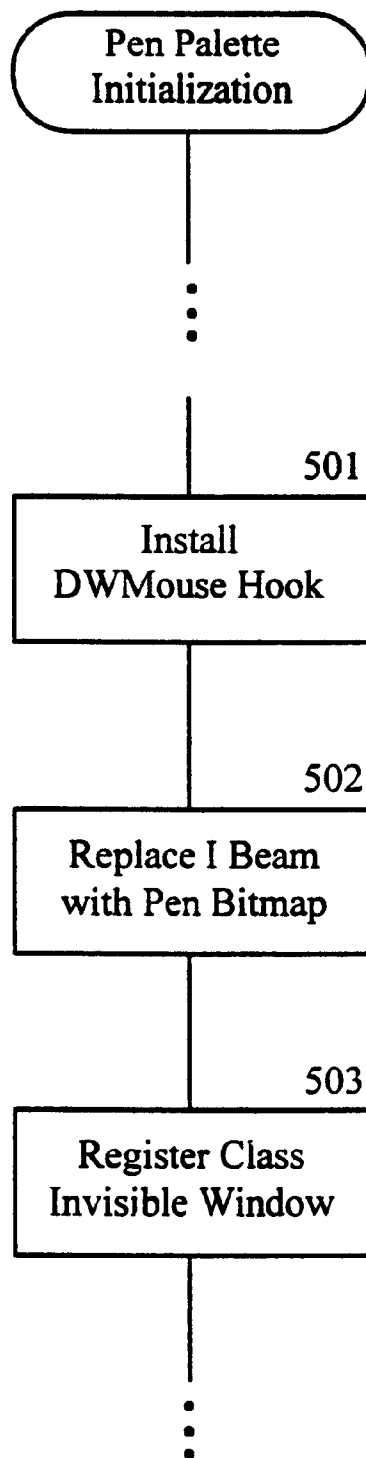 Pen Palette
Initialization
501
Install
DWMouse Hook
502
Replace I Beam
with Pen Bitmap
503
Register Class
Invisible Window